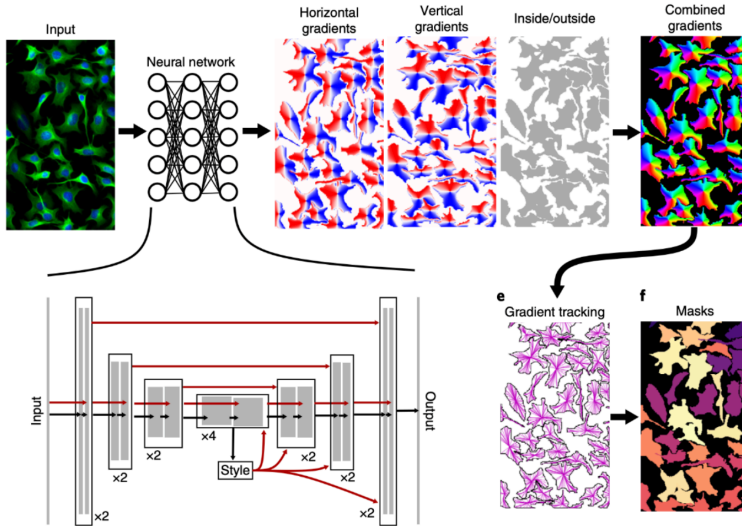 Input
Neural network
Horizontal
gradients
Vertical
gradients
Inside/outside
Combined
gradients
e
Gradient tracking
f
Masks
Input
×2
×2
×2
×4
Style
×2
×2
×2
Output